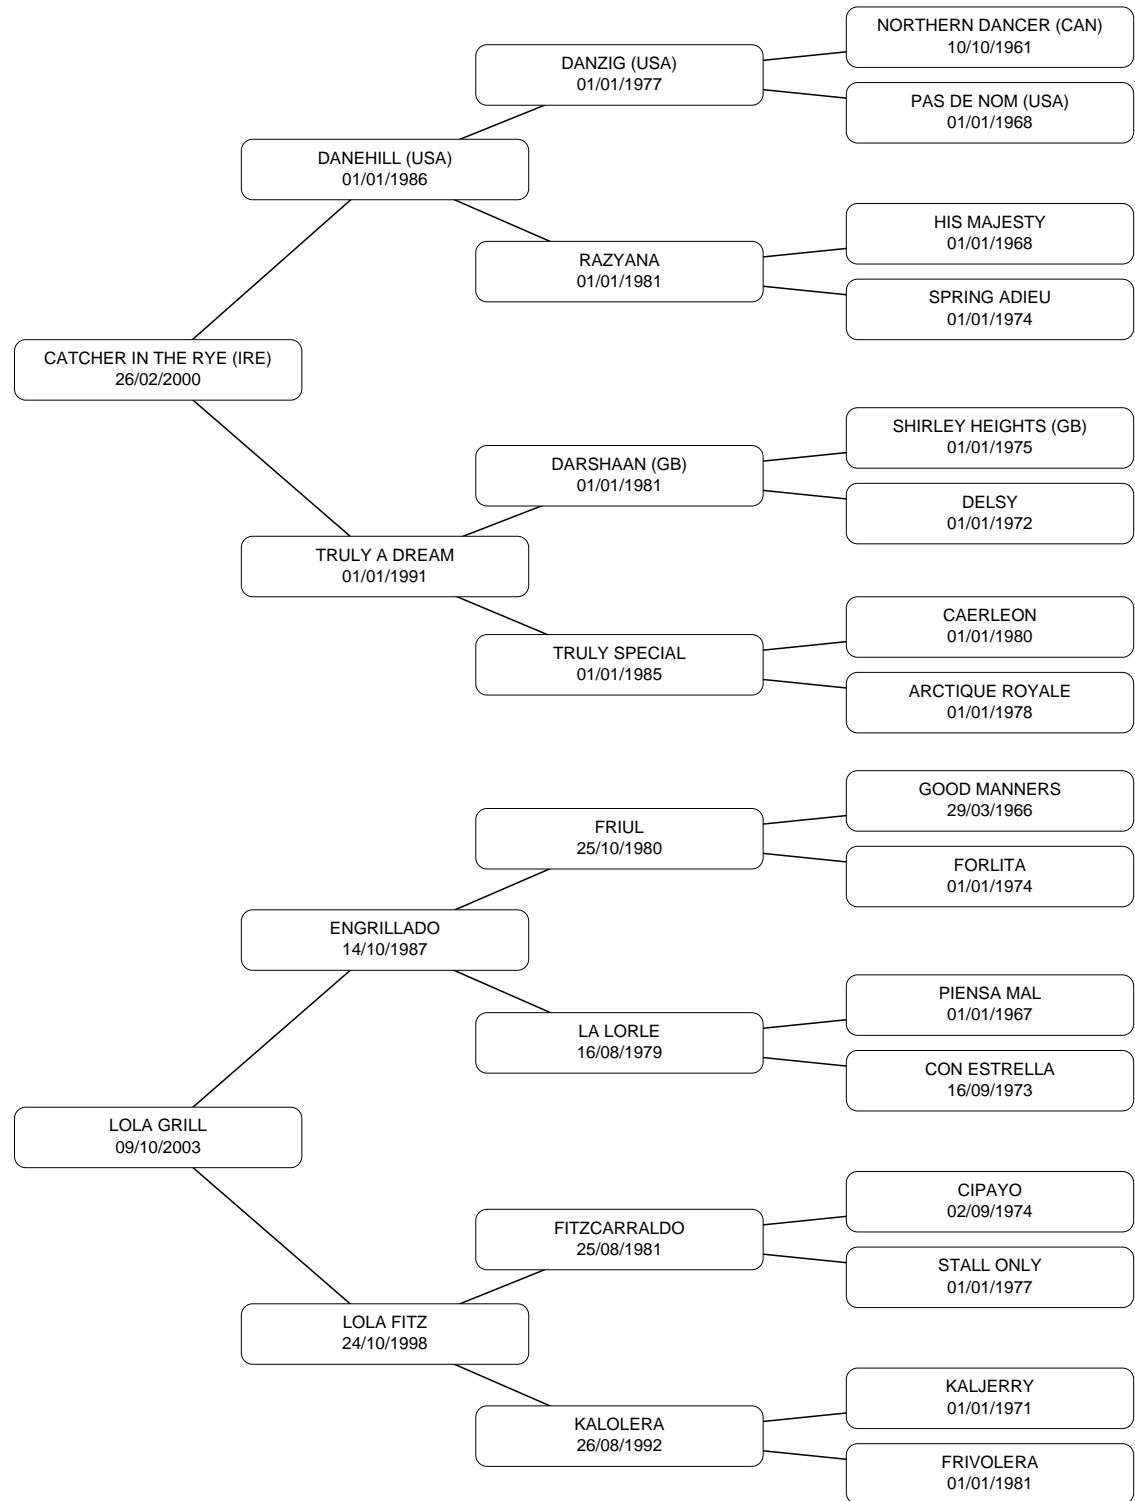 NORTHERN DANCER (CAN)
10/10/1961
DANZIG (USA)
01/01/1977
PAS DE NOM (USA)
01/01/1968
DANEHILL (USA)
01/01/1986
HIS MAJESTY
01/01/1968
RAZYANA
01/01/1981
SPRING ADIEU
01/01/1974
CATCHER IN THE RYE (IRE)
26/02/2000
SHIRLEY HEIGHTS (GB)
01/01/1975
DARSHAAN (GB)
01/01/1981
DELSY
01/01/1972
TRULY A DREAM
01/01/1991
CAERLEON
01/01/1980
TRULY SPECIAL
01/01/1985
ARCTIQUE ROYALE
01/01/1978
GOOD MANNERS
29/03/1966
FRIUL
25/10/1980
FORLITA
01/01/1974
ENGRILLADO
14/10/1987
PIENSA MAL
01/01/1967
LA LORLE
16/08/1979
CON ESTRELLA
16/09/1973
LOLA GRILL
09/10/2003
CIPAYO
02/09/1974
FITZCARRALDO
25/08/1981
STALL ONLY
01/01/1977
LOLA FITZ
24/10/1998
KALJERRY
01/01/1971
KALOLERA
26/08/1992
FRIVOLERA
01/01/1981